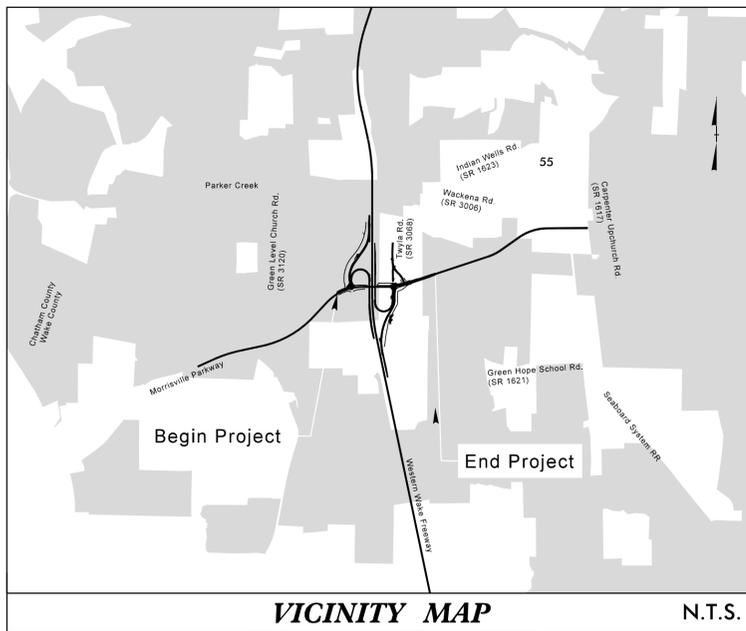 Indian Wells Rd.
(SR 1623)
55
Parker Creek
Wackena Rd.
(SR 3006)
Carpenter Upchurch Rd.
(SR 1617)
Green Level Church Rd.
(SR 3120)
Twyla Rd.
(SR 3068)
Chatham County
Wake County
Morrisville Parkway
Green Hope School Rd.
(SR 1621)
Seaboard System RR
Begin Project
End Project
Western Wake Freeway
VICINITY MAP
N.T.S.